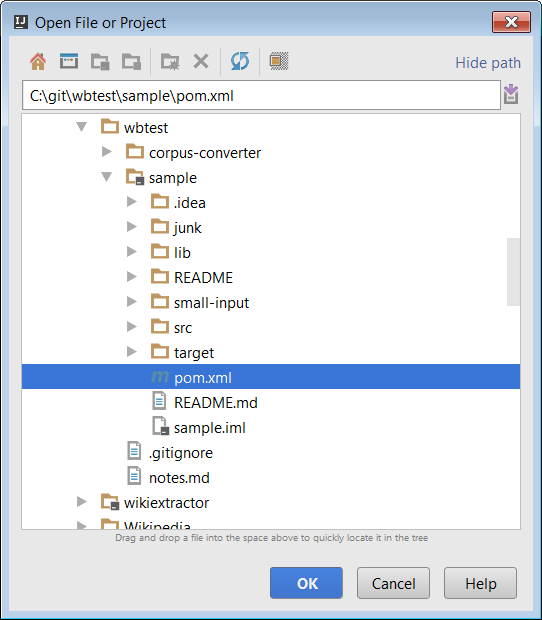 IJ Open File or Project
Hide path
C:\git\wbtest\sample\pom.xml
wbtest
corpus-converter
sample
.idea
junk
lib
README
small-input
src
target
m pom.xml
README.md
sample.iml
.gitignore
notes.md
wikiextractor
Wikipedia
Drag and drop a file into the space above to quickly locate it in the tree
OK Cancel Help